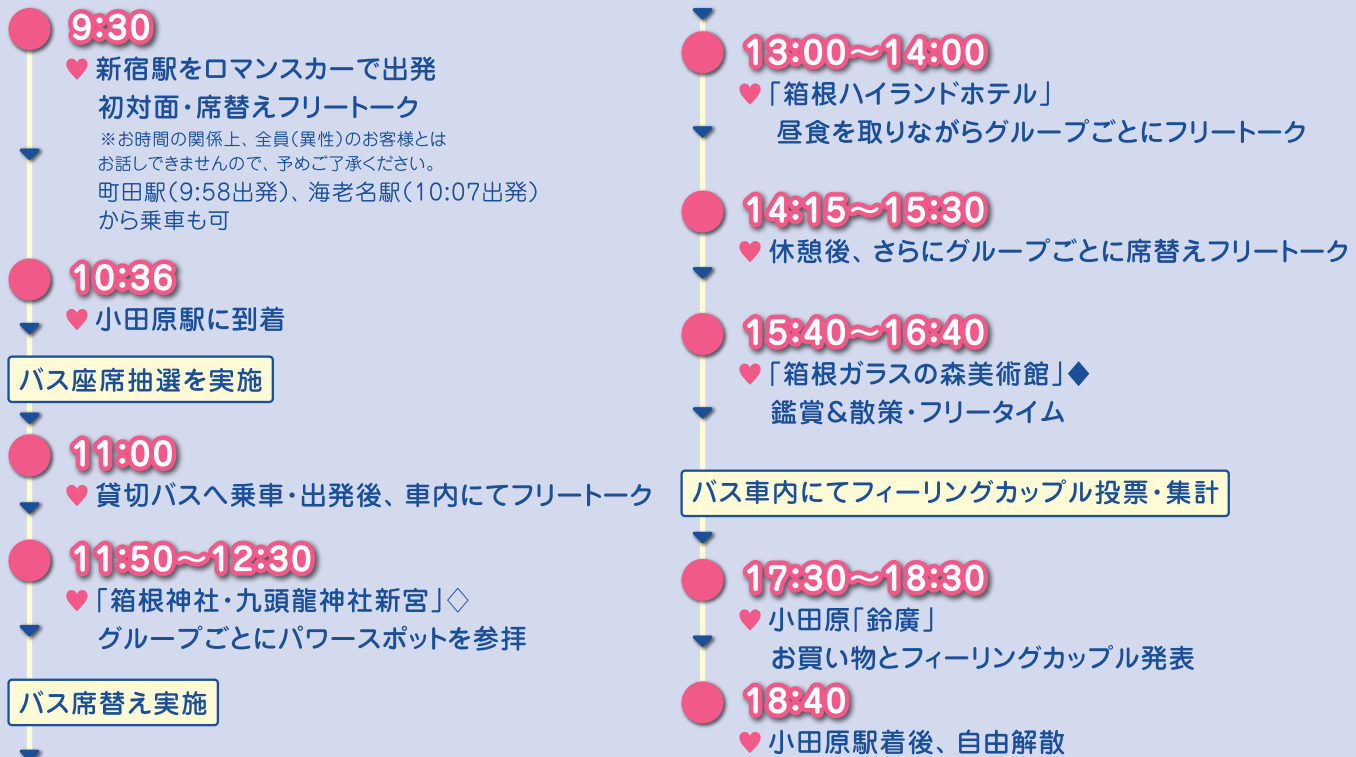 9:30
♥新宿駅をロマンスカーで出発
初対面・席替えフリートーク
※お時間の関係上、全員(異性)のお客様とは
お話しできませんので、予めご了承ください。
町田駅(9:58出発)、海老名駅(10:07出発)
から乗車も可
10:36
♥小田原駅に到着
バス座席抽選を実施
11:00
♥貸切バスへ乗車・出発後、車内にてフリートーク
11:50〜12:30
♥「箱根神社・九頭龍神社新宮」◇
グループごとにパワースポットを参拝
バス席替え実施
13:00〜14:00
♥「箱根ハイランドホテル」
昼食を取りながらグループごとにフリートーク
14:15〜15:30
♥休憩後、さらにグループごとに席替えフリートーク
15:40〜16:40
♥「箱根ガラスの森美術館」◆
鑑賞&散策・フリータイム
バス車内にてフィーリングカップル投票・集計
17:30〜18:30
♥小田原「鈴廣」
お買い物とフィーリングカップル発表
18:40
♥小田原駅着後、自由解散